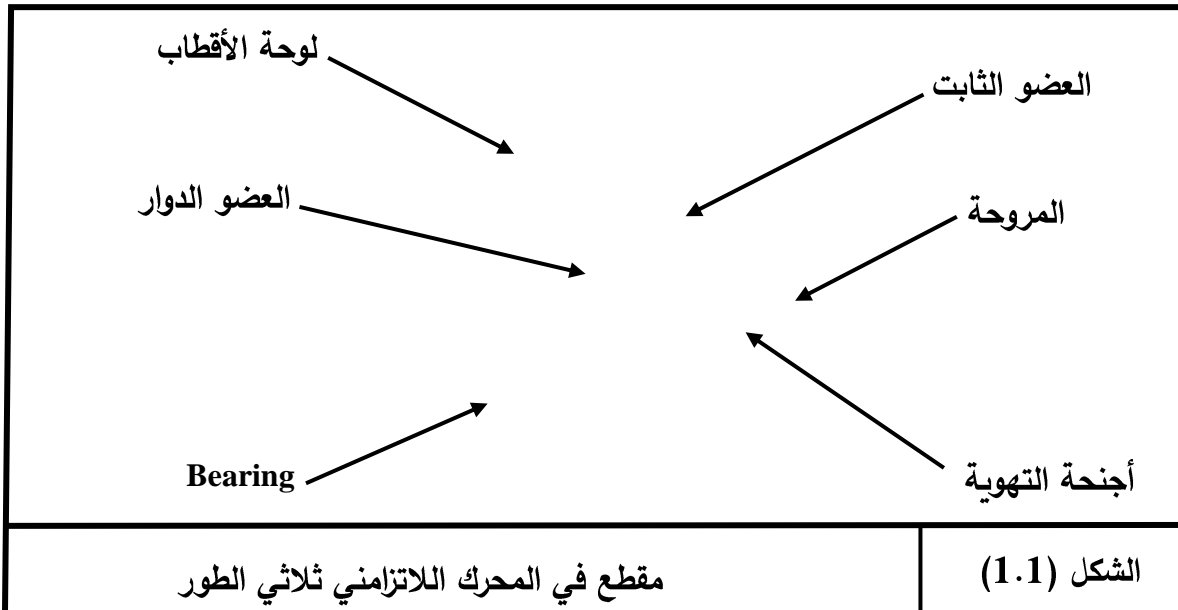 لوحة الأقطاب
العضو الثابت
العضو الدوار
المروحة
Bearing
أجنحة التهوية
الشكل (1.1)
مقطع في المحرك اللاتزامني ثلاثي الطور